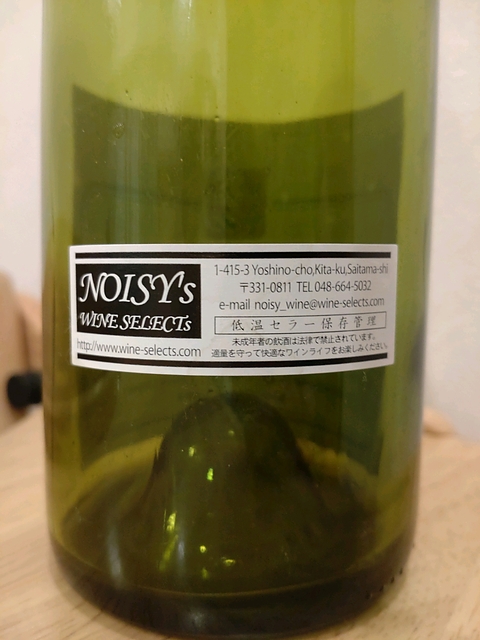 NOISY's
WINE SELECTs
http://www.wine-selects.com
1-415-3 Yoshino-cho,Kita-ku,Saitama-shi
〒331-0811 TEL 048-664-5032
e-mail noisy_wine@wine-selects.com
低温セラー保存管理
未成年者の飲酒は法律で禁止されています。
適量を守って快適なワインライフをお楽しみください。